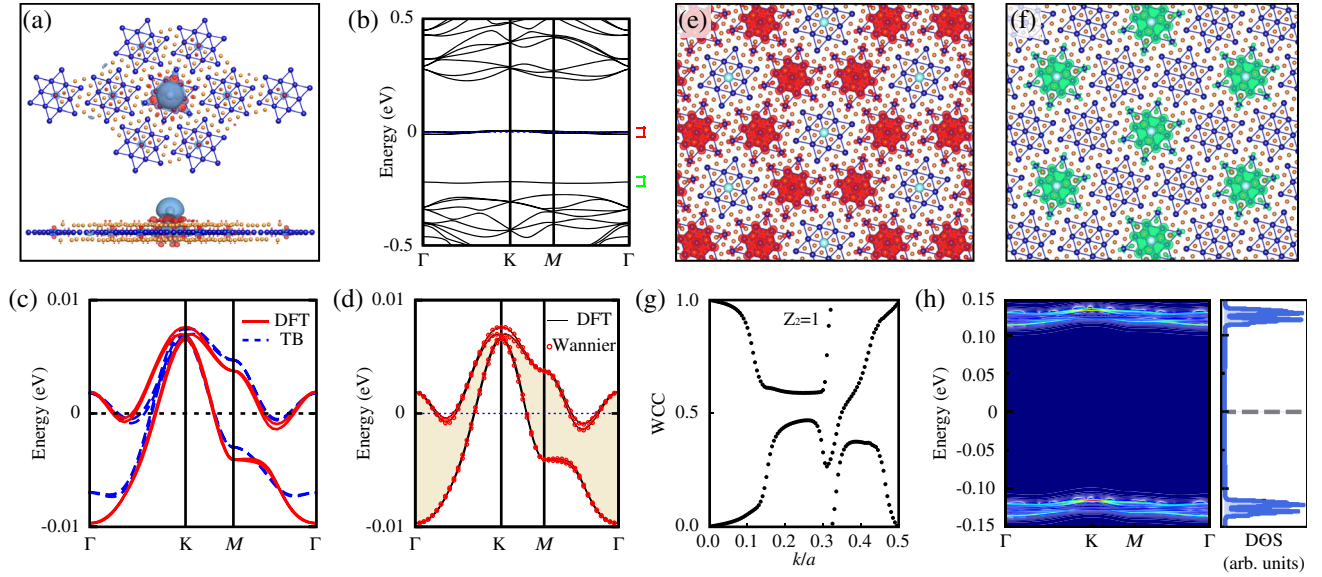 (a)
(b)
0.5
0
-0.5
Energy (eV)
Γ
K
M
Γ
(e)
(f)
(c)
0.01
0
-0.01
Energy (eV)
DFT
TB
Γ
K
M
Γ
(d)
0.01
0
-0.01
Energy (eV)
DFT
Wannier
Γ
K
M
Γ
(g)
1.0
0.5
0.0
WCC
Z₂=1
0.0 0.1 0.2 0.3 0.4 0.5
k/a
(h)
0.15
0.10
0.05
0
-0.05
-0.10
-0.15
Energy (eV)
Γ
K
M
Γ
DOS
(arb. units)